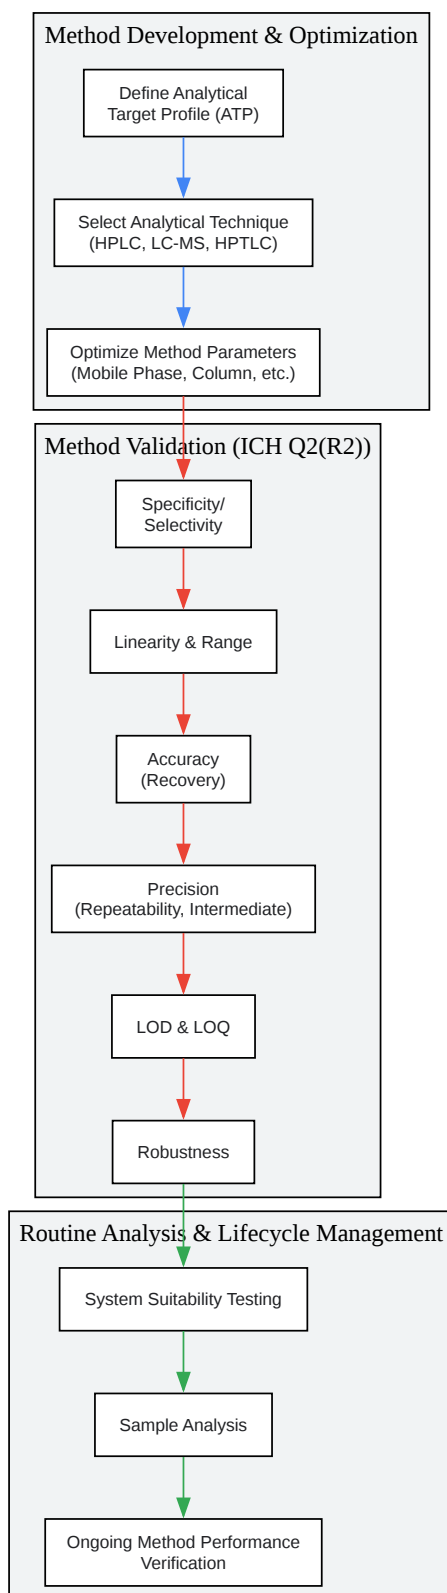 Method Development & Optimization
Define Analytical
Target Profile (ATP)
Select Analytical Technique
(HPLC, LC-MS, HPTLC)
Optimize Method Parameters
(Mobile Phase, Column, etc.)
Method Validation (ICH Q2(R2))
Specificity/
Selectivity
Linearity & Range
Accuracy
(Recovery)
Precision
(Repeatability, Intermediate)
LOD & LOQ
Robustness
Routine Analysis & Lifecycle Management
System Suitability Testing
Sample Analysis
Ongoing Method Performance
Verification